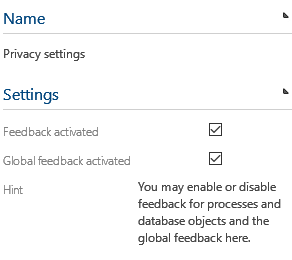 Name
Privacy settings
Settings
Feedback activated
Global feedback activated
Hint
You may enable or disable
feedback for processes and
database objects and the
global feedback here.